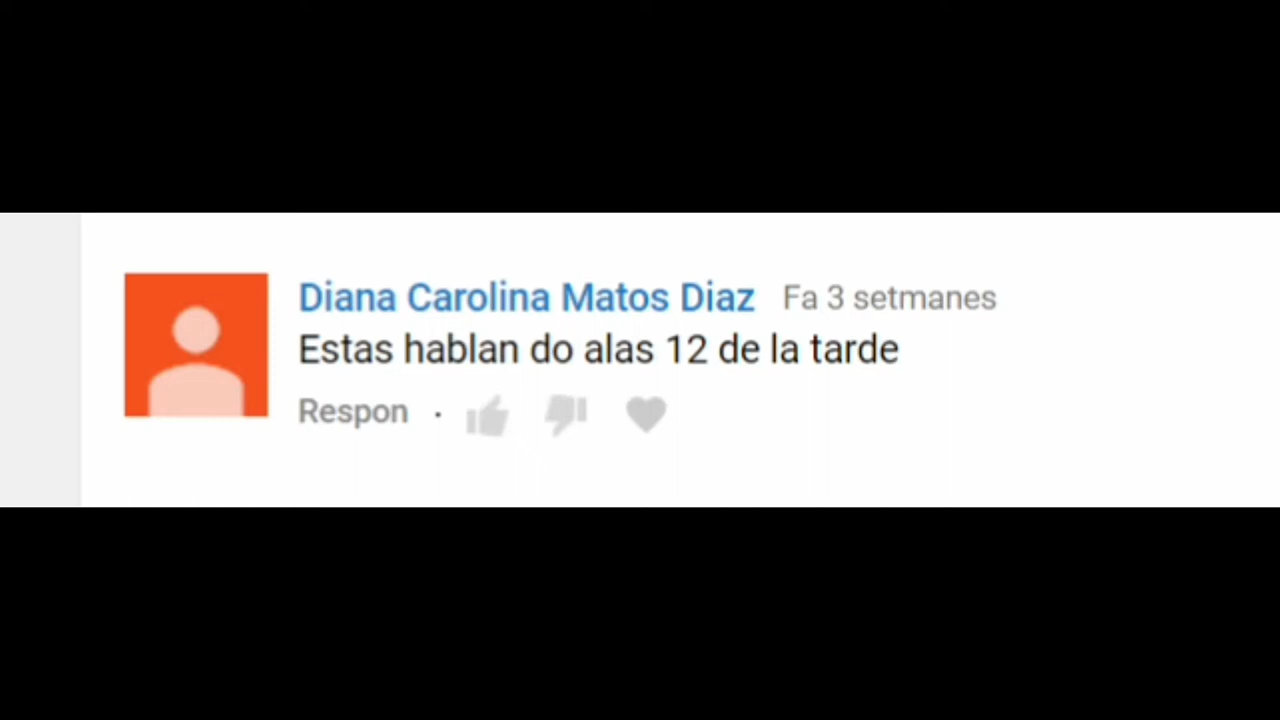 Diana Carolina Matos Diaz Fa 3 setmanes
Estas hablan do alas 12 de la tarde
Respon ·